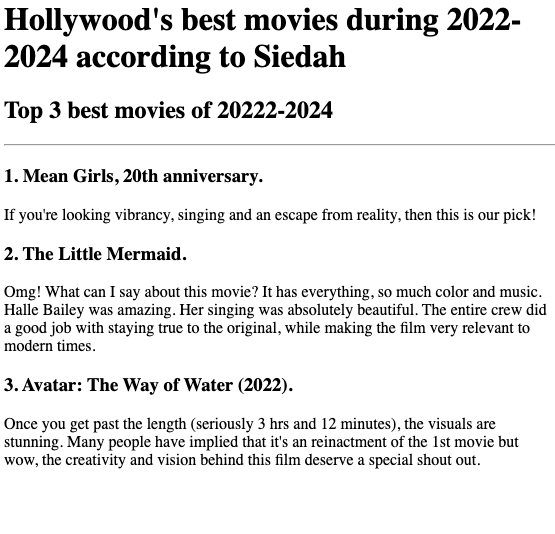 Hollywood's best movies during 2022-
2024 according to Siedah
Top 3 best movies of 20222-2024
1. Mean Girls, 20th anniversary.
If you're looking vibrancy, singing and an escape from reality, then this is our pick!
2. The Little Mermaid.
Omg! What can I say about this movie? It has everything, so much color and music.
Halle Bailey was amazing. Her singing was absolutely beautiful. The entire crew did
a good job with staying true to the original, while making the film very relevant to
modern times.
3. Avatar: The Way of Water (2022).
Once you get past the length (seriously 3 hrs and 12 minutes), the visuals are
stunning. Many people have implied that it's an reinactment of the 1st movie but
wow, the creativity and vision behind this film deserve a special shout out.